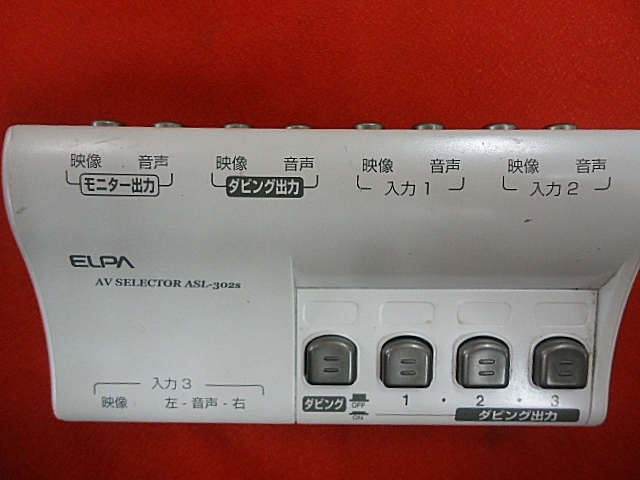 映像 音声 映像 音声 映像 音声 映像 音声
モニター出力 ダビング出力 入力1 入力2
ELPA
AV SELECTOR ASL-302s
入力3
映像 左-音声-右
ダビング OFF 1・2・3
ON ダビング出力